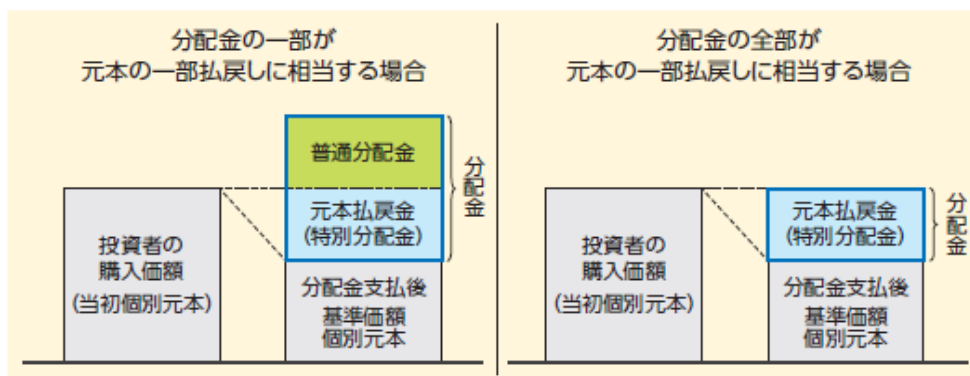 分配金の一部が
元本の一部払戻しに相当する場合
普通分配金
元本払戻金
(特別分配金)
分配金
投資者の
購入価額
(当初個別元本)
分配金支払後
基準価額
個別元本
分配金の全部が
元本の一部払戻しに相当する場合
元本払戻金
(特別分配金)
分配金
投資者の
購入価額
(当初個別元本)
分配金支払後
基準価額
個別元本